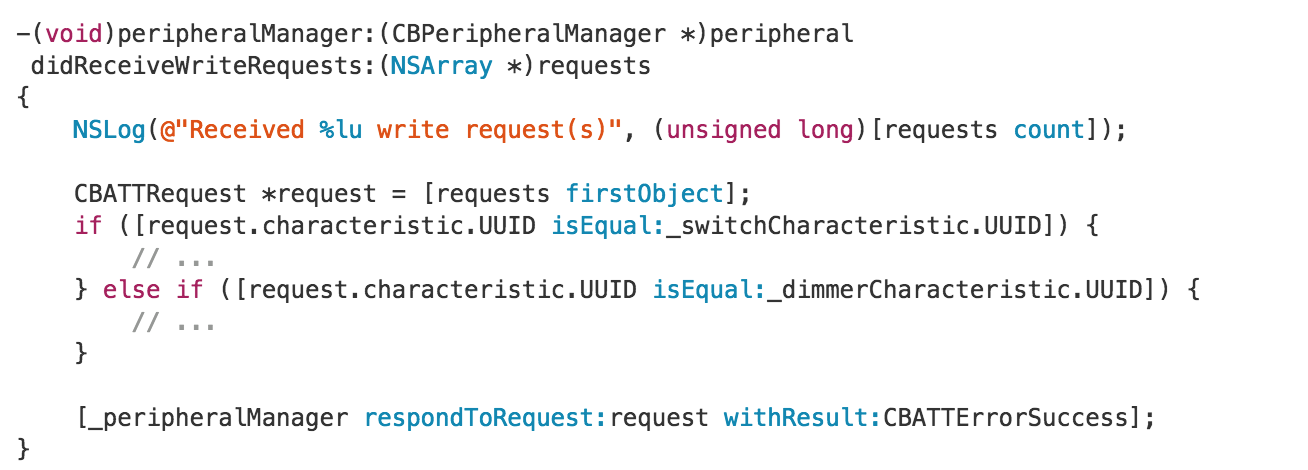 -(void)peripheralManager:(CBPeripheralManager *)peripheral
 didReceiveWriteRequests:(NSArray *)requests
{
    NSLog(@"Received %lu write request(s)", (unsigned long)[requests count]);

    CBATTRequest *request = [requests firstObject];
    if ([request.characteristic.UUID isEqual:_switchCharacteristic.UUID]) {
        // ...
    } else if ([request.characteristic.UUID isEqual:_dimmerCharacteristic.UUID]) {
        // ...
    }

    [_peripheralManager respondToRequest:request withResult:CBATTErrorSuccess];
}